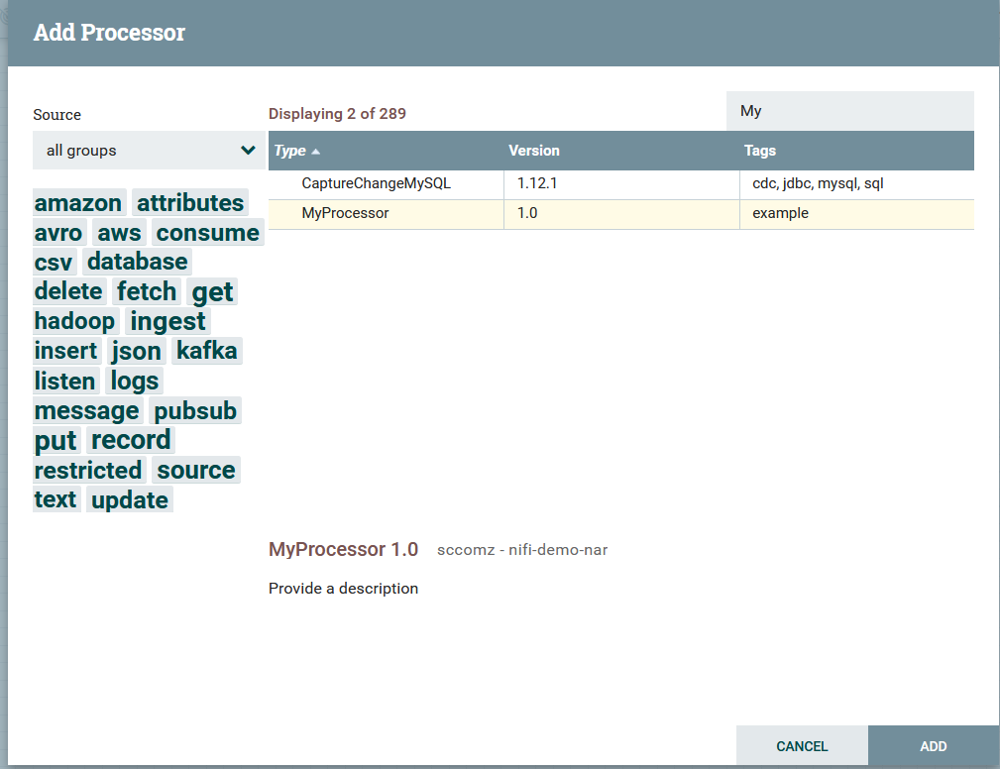 Add Processor
Source
Displaying 2 of 289
My
all groups
Type Version Tags
CaptureChangeMySQL 1.12.1 cdc, jdbc, mysql, sql
MyProcessor 1.0 example
amazon attributes
avro aws consume
csv database
delete fetch get
hadoop ingest
insert json kafka
listen logs
message pubsub
put record
restricted source
text update
MyProcessor 1.0 sccomz - nifi-demo-nar
Provide a description
CANCEL ADD